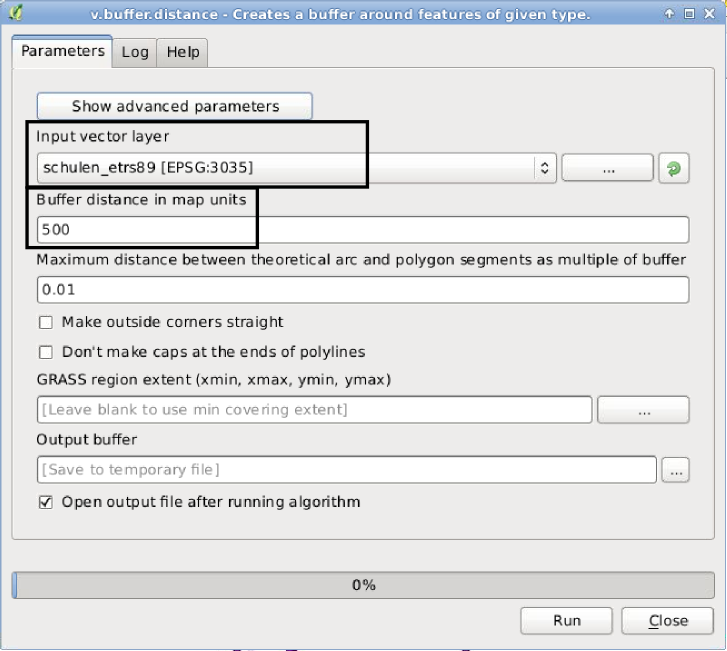 v.buffer.distance - Creates a buffer around features of given type.
Parameters Log Help
Show advanced parameters
Input vector layer
schulen_etrs89 [EPSG:3035]
...
Buffer distance in map units
500
Maximum distance between theoretical arc and polygon segments as multiple of buffer
0.01
Make outside corners straight
Don't make caps at the ends of polylines
GRASS region extent (xmin, xmax, ymin, ymax)
[Leave blank to use min covering extent]
...
Output buffer
[Save to temporary file]
...
Open output file after running algorithm
0%
Run Close